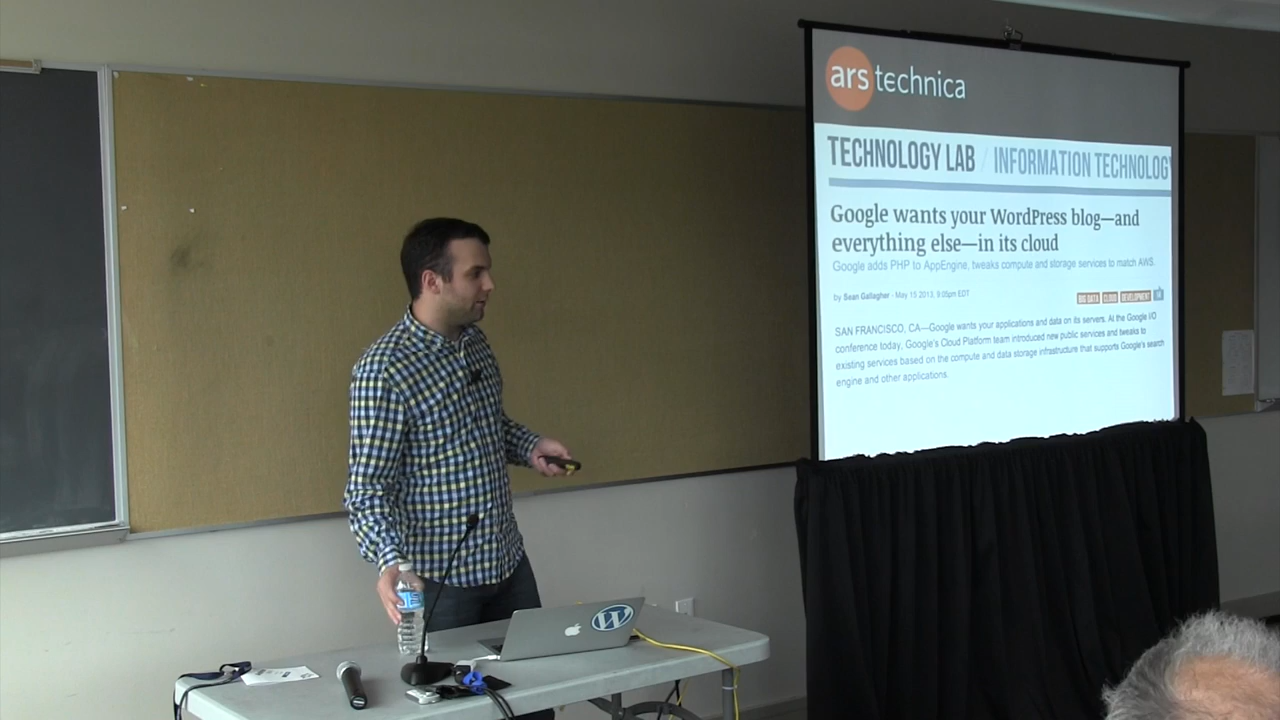 ars technica
TECHNOLOGY LAB / INFORMATION TECHNOLOGY
Google wants your WordPress blog—and
everything else—in its cloud
Google adds PHP to AppEngine, tweaks compute and storage services to match AWS.
by Sean Gallagher - May 15 2013, 9:05pm EDT
BIG DATA CLOUD DEVELOPMENT
SAN FRANCISCO, CA—Google wants your applications and data on its servers. At the Google I/O
conference today, Google's Cloud Platform team introduced new public services and tweaks to
existing services based on the compute and data storage infrastructure that supports Google's search
engine and other applications.
W